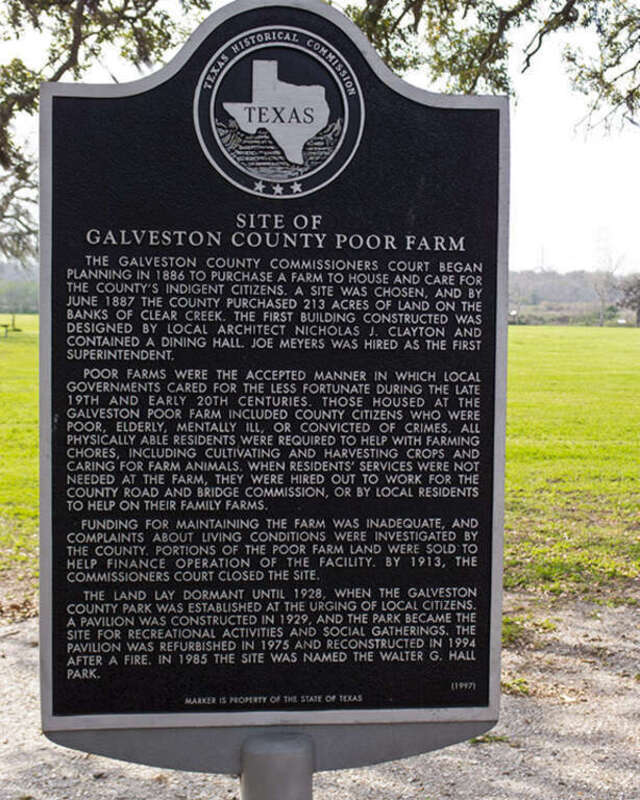 TEXAS HISTORICAL COMMISSION
TEXAS
SITE OF
GALVESTON COUNTY POOR FARM
THE GALVESTON COUNTY COMMISSIONERS COURT BEGAN
PLANNING IN 1886 TO PURCHASE A FARM TO HOUSE AND CARE FOR
THE COUNTY'S INDIGENT CITIZENS. A SITE WAS CHOSEN, AND BY
JUNE 1887 THE COUNTY PURCHASED 213 ACRES OF LAND ON THE
BANKS OF CLEAR CREEK. THE FIRST BUILDING CONSTRUCTED WAS
DESIGNED BY LOCAL ARCHITECT NICHOLAS J. CLAYTON AND
CONTAINED A DINING HALL. JOE MEYERS WAS HIRED AS THE FIRST
SUPERINTENDENT.
POOR FARMS WERE THE ACCEPTED MANNER IN WHICH LOCAL
GOVERNMENTS CARED FOR THE LESS FORTUNATE DURING THE LATE
19TH AND EARLY 20TH CENTURIES. THOSE HOUSED AT THE
GALVESTON POOR FARM INCLUDED COUNTY CITIZENS WHO WERE
POOR, ELDERLY, MENTALLY ILL, OR CONVICTED OF CRIMES. ALL
PHYSICALLY ABLE RESIDENTS WERE REQUIRED TO HELP WITH FARMING
CHORES, INCLUDING CULTIVATING AND HARVESTING CROPS AND
CARING FOR FARM ANIMALS. WHEN RESIDENTS' SERVICES WERE NOT
NEEDED AT THE FARM, THEY WERE HIRED OUT TO WORK FOR THE
COUNTY ROAD AND BRIDGE COMMISSION, OR BY LOCAL RESIDENTS
TO HELP ON THEIR FAMILY FARMS.
FUNDING FOR MAINTAINING THE FARM WAS INADEQUATE, AND
COMPLAINTS ABOUT LIVING CONDITIONS WERE INVESTIGATED BY
THE COUNTY. PORTIONS OF THE POOR FARM LAND WERE SOLD TO
HELP FINANCE OPERATION OF THE FACILITY. BY 1913, THE
COMMISSIONERS COURT CLOSED THE SITE.
THE LAND LAY DORMANT UNTIL 1928, WHEN THE GALVESTON
COUNTY PARK WAS ESTABLISHED AT THE URGING OF LOCAL CITIZENS.
A PAVILION WAS CONSTRUCTED IN 1929, AND THE PARK BECAME THE
SITE FOR RECREATIONAL ACTIVITIES AND SOCIAL GATHERINGS. THE
PAVILION WAS REFURBISHED IN 1975 AND RECONSTRUCTED IN 1994
AFTER A FIRE. IN 1985 THE SITE WAS NAMED THE WALTER G. HALL
PARK.
(1997)
MARKER IS PROPERTY OF THE STATE OF TEXAS